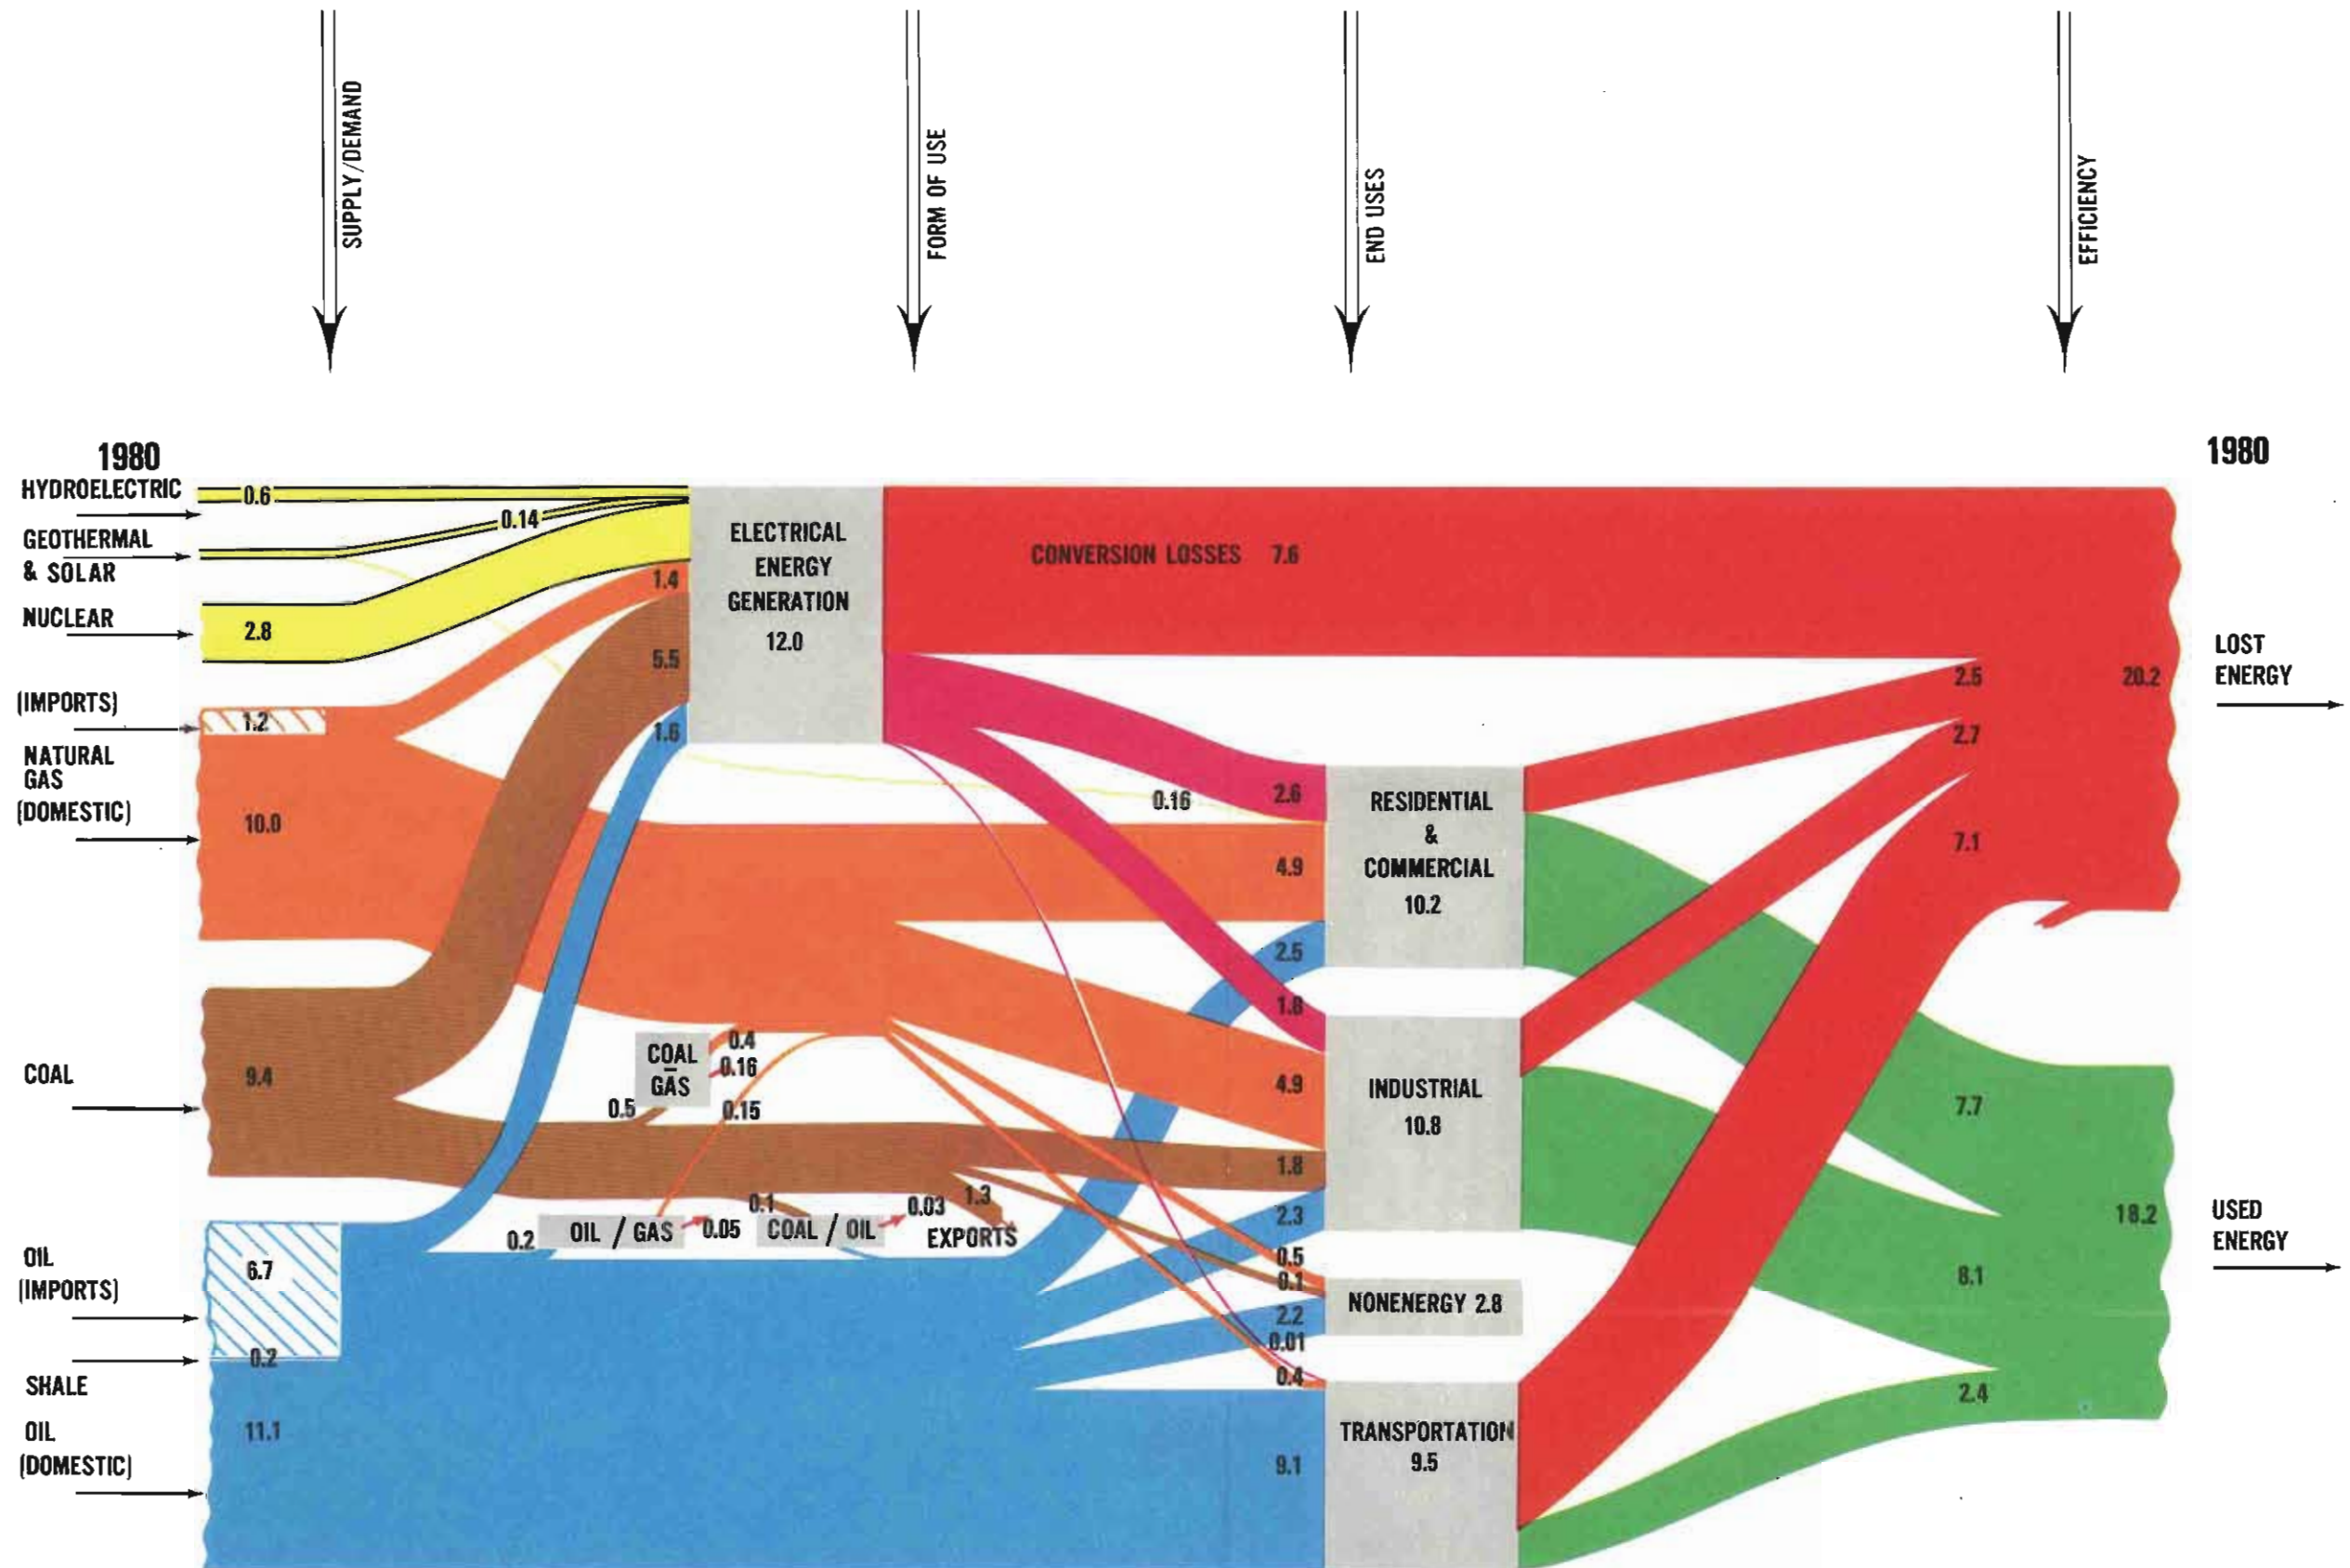 SUPPLY/DEMAND
FORM OF USE
END USES
EFFICIENCY
1980
1980
HYDROELECTRIC
0.6
GEOTHERMAL
& SOLAR
0.14
NUCLEAR
2.8
(IMPORTS)
1.2
NATURAL
GAS
(DOMESTIC)
10.0
COAL
9.4
OIL
(IMPORTS)
6.7
0.2
SHALE
OIL
(DOMESTIC)
11.1
1.4
5.5
1.6
ELECTRICAL
ENERGY
GENERATION
12.0
CONVERSION LOSSES 7.6
COAL
GAS
0.4
0.16
0.5
0.15
0.2
OIL / GAS
0.05
0.1
COAL / OIL
0.03
1.3
EXPORTS
0.16
2.6
4.9
2.5
1.8
4.9
1.8
2.3
0.5
0.1
2.2
0.01
0.4
9.1
RESIDENTIAL
&
COMMERCIAL
10.2
INDUSTRIAL
10.8
NONENERGY 2.8
TRANSPORTATION
9.5
2.5
2.7
7.1
20.2
LOST
ENERGY
7.7
8.1
2.4
18.2
USED
ENERGY